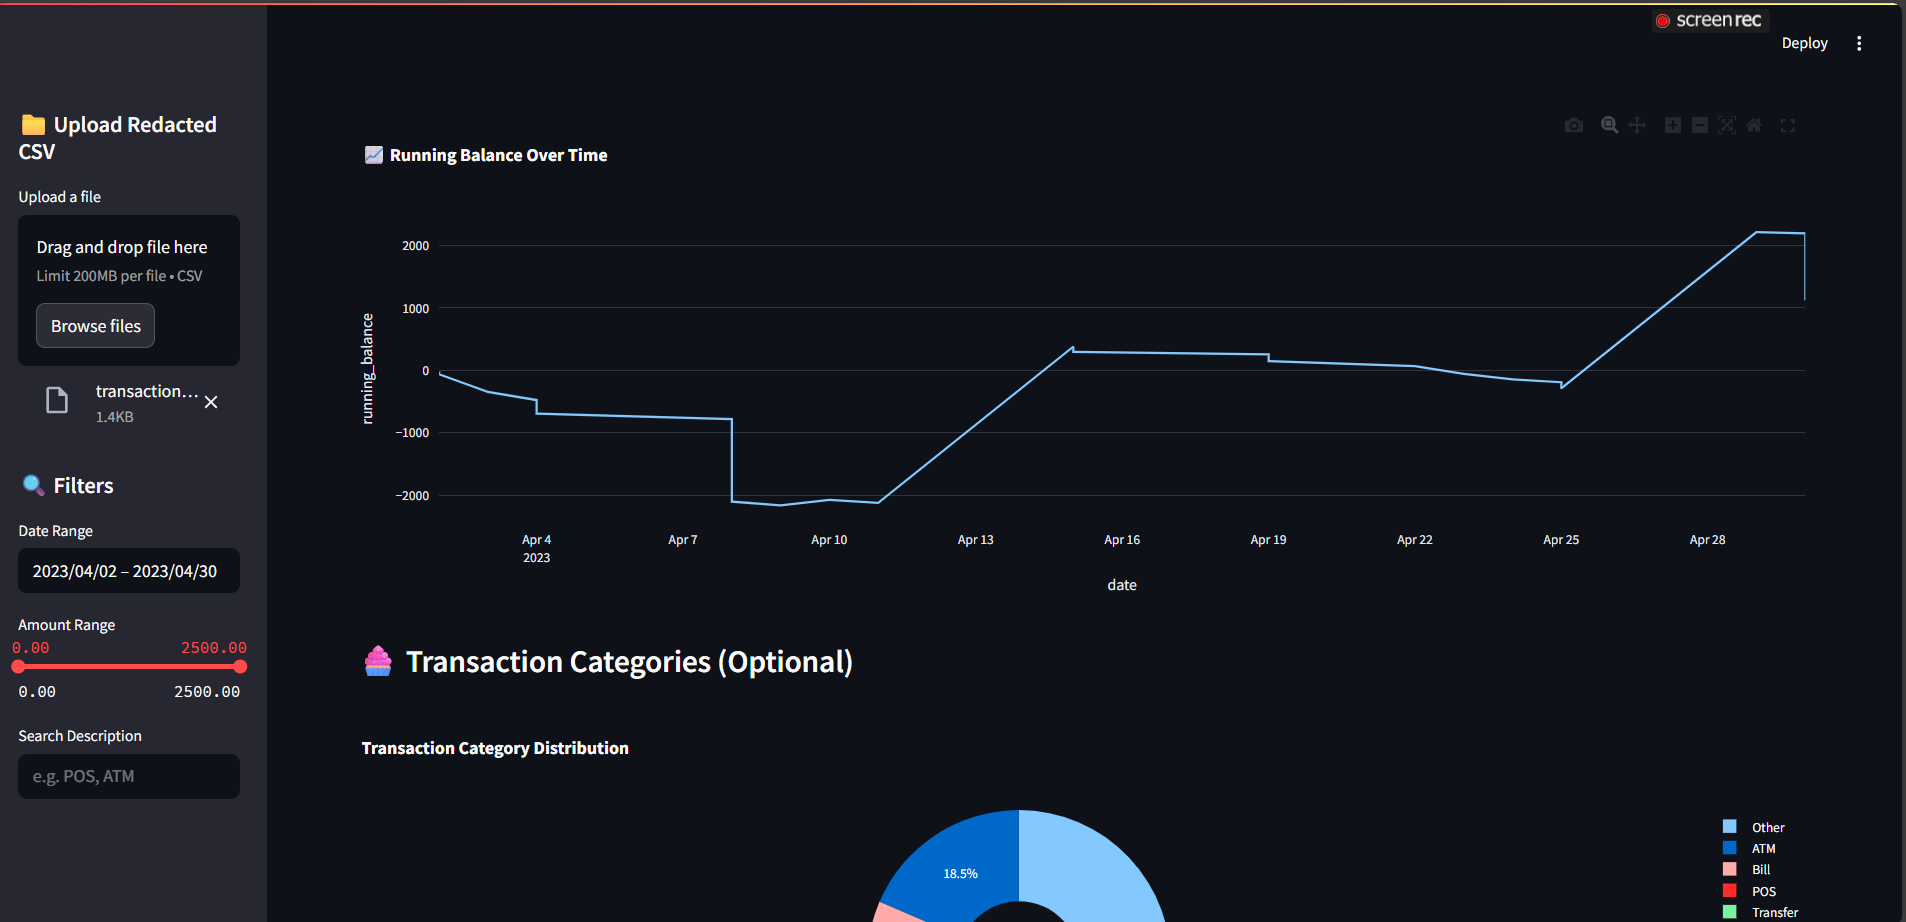 screenrec
Deploy
Upload Redacted
CSV
Upload a file
Drag and drop file here
Limit 200MB per file • CSV
Browse files
transaction...
1.4KB
Filters
Date Range
2023/04/02 – 2023/04/30
Amount Range
0.00 2500.00
0.00 2500.00
Search Description
e.g. POS, ATM
Running Balance Over Time
running_balance
2000
1000
0
−1000
−2000
Apr 4 Apr 7 Apr 10 Apr 13 Apr 16 Apr 19 Apr 22 Apr 25 Apr 28
2023
date
Transaction Categories (Optional)
Transaction Category Distribution
18.5%
Other
ATM
Bill
POS
Transfer